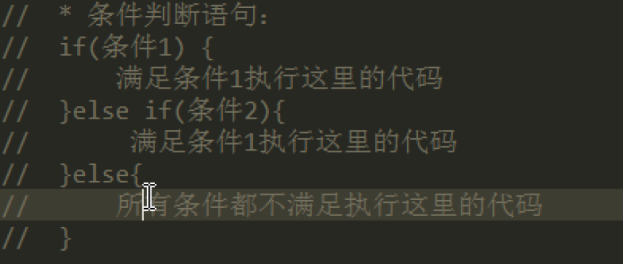 //  * 条件判断语句:
//  if(条件1) {
//      满足条件1执行这里的代码
//  }else if(条件2){
//       满足条件1执行这里的代码
//  }else{
//      所有条件都不满足执行这里的代码
//  }